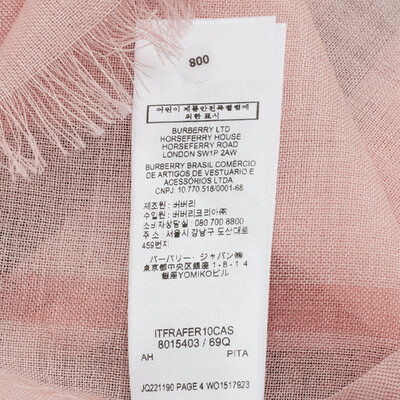 800
어린이 제품안전특별법에
의한 표시
BURBERRY LTD
HORSEFERRY HOUSE
HORSEFERRY ROAD
LONDON SW1P 2AW
BURBERRY BRASIL COMÉRCIO
DE ARTIGOS DE VESTUÁRIO E
ACESSÓRIOS LTDA
CNPJ: 10.770.518/0001-66
제조원 : 버버리
수입원 : 버버리코리아㈜
소비자상담실 : 080 700 8800
주소 : 서울시 강남구 도산대로
459번지
バーバリー・ジャパン㈱
東京都中央区銀座1-8-14
銀座YOMIKOビル
ITFRAFER10CAS
8015403 / 69Q
AH PITA
JQ221190 PAGE 4 WO1517923